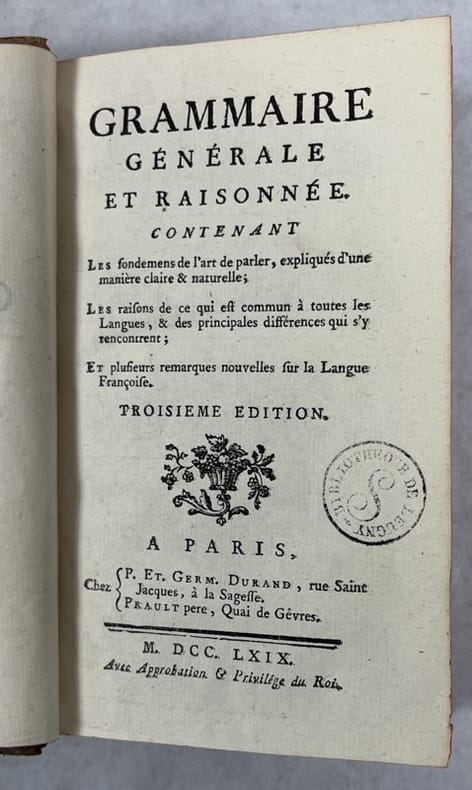 GRAMMAIRE
GÉNÉRALE
ET RAISONNÉE.
CONTENANT
LES fondemens de l'art de parler, expliqués d'une
manière claire & naturelle;
LES raiſons de ce qui eſt commun à toutes les
Langues, & des principales différences qui s'y
rencontrent;
ET pluſieurs remarques nouvelles ſur la Langue
Françoiſe.
TROISIEME EDITION.
BIBLIOTHEQUE DE LEUGNY
A PARIS,
Chez
P. ET. GERM. DURAND, rue Saint
Jacques, à la Sageſſe.
PRAULT pere, Quai de Gêvres.
M. DCC. LXIX.
Avec Approbation & Privilége du Roi.